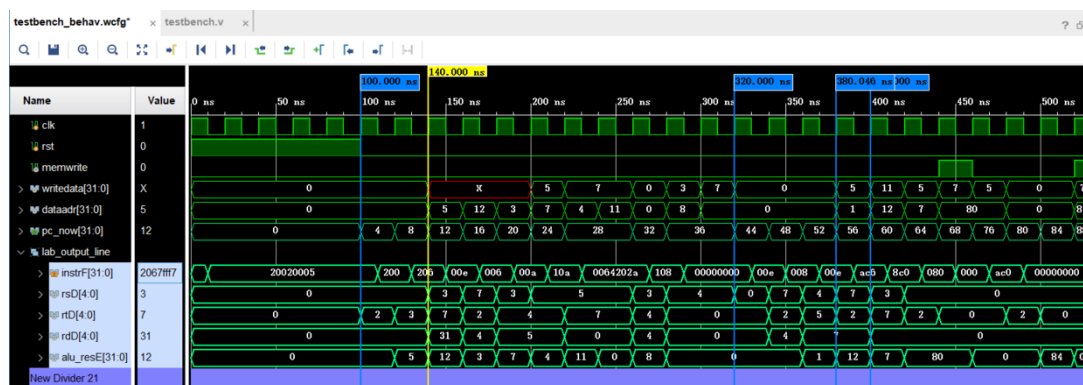 testbench_behav.wcfg* × testbench.v ×
?
140.000 ns
100.000 ns 320.000 ns 380.046 ns
Name Value 0 ns 50 ns 100 ns 150 ns 200 ns 250 ns 300 ns 350 ns 400 ns 450 ns 500 ns
clk 1
rst 0
memwrite 0
writedata[31:0] X 0 X 5 7 0 3 7 0 5 11 5 7 5 0
dataadr[31:0] 5 0 5 12 3 7 4 11 0 8 0 1 12 7 80 0
pc_now[31:0] 12 0 4 8 12 16 20 24 28 32 36 44 48 52 56 60 64 68 76 80 84
lab_output_line
instrF[31:0] 2067fff7 20020005 200 206 00e 006 00a 10a 0064202a 108 00000000 00e 008 00e ac6 8c0 080 000 ac0 00000000
rsD[4:0] 3 0 3 7 3 5 3 4 0 7 4 7 3 0
rtD[4:0] 7 0 2 3 7 2 4 7 4 0 2 5 2 7 2 0 2 0
rdD[4:0] 31 0 31 4 5 0 4 0 4 7 0
alu_resE[31:0] 12 0 5 12 3 7 4 11 0 8 0 1 12 7 80 0 84
New Divider 21